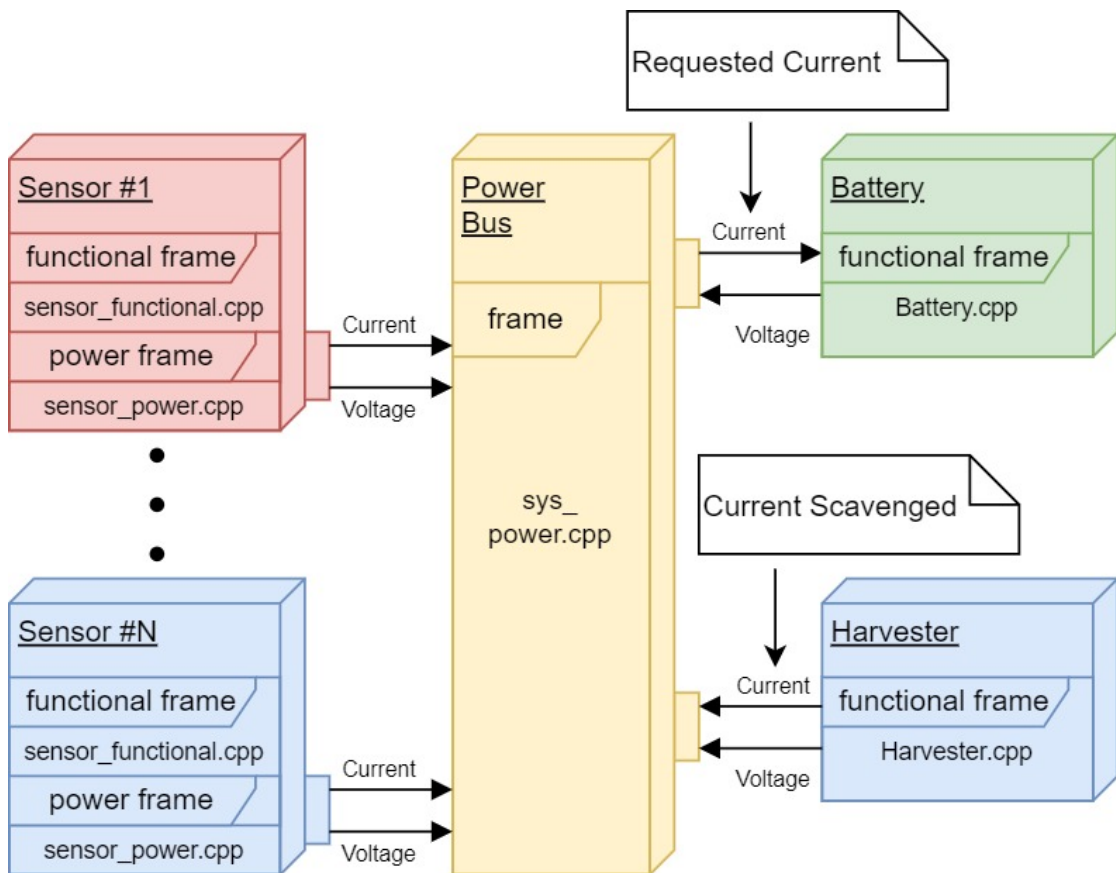 Requested Current
Sensor #1
functional frame
sensor_functional.cpp
power frame
sensor_power.cpp
Current
Voltage
Power
Bus
frame
sys_
power.cpp
Current
Voltage
Battery
functional frame
Battery.cpp
Current Scavenged
Sensor #N
functional frame
sensor_functional.cpp
power frame
sensor_power.cpp
Current
Voltage
Current
Voltage
Harvester
functional frame
Harvester.cpp